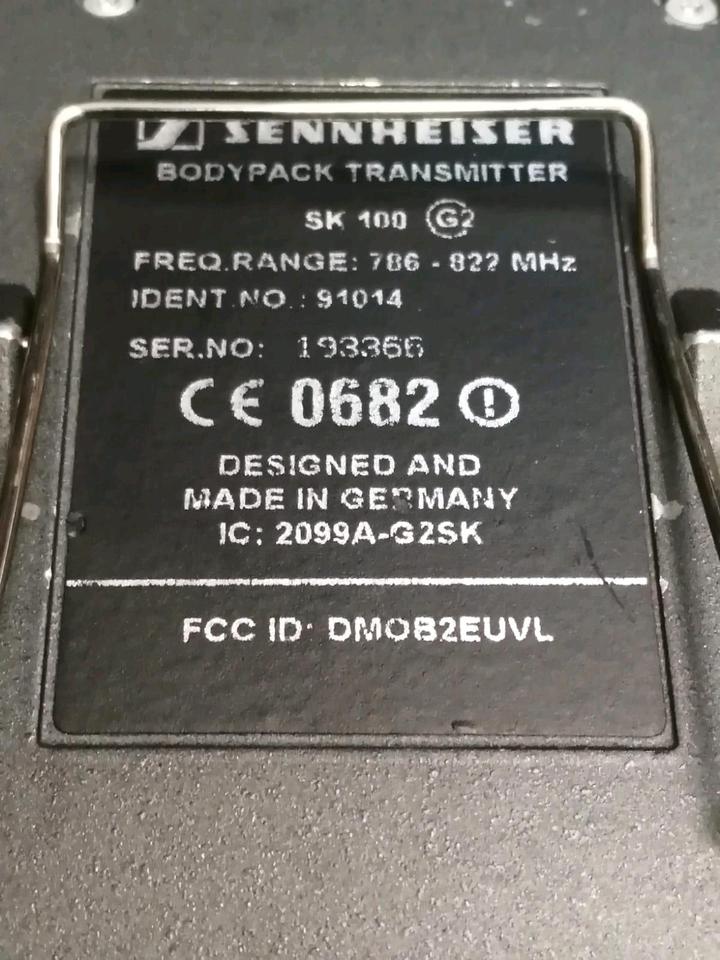 SENNHEISER
BODYPACK TRANSMITTER
SK 100 G2
FREQ.RANGE: 786 - 822 MHz
IDENT.NO.: 91014
SER.NO: 193366
CE 0682
DESIGNED AND
MADE IN GERMANY
IC: 2099A-G2SK
FCC ID: DMOB2EUVL